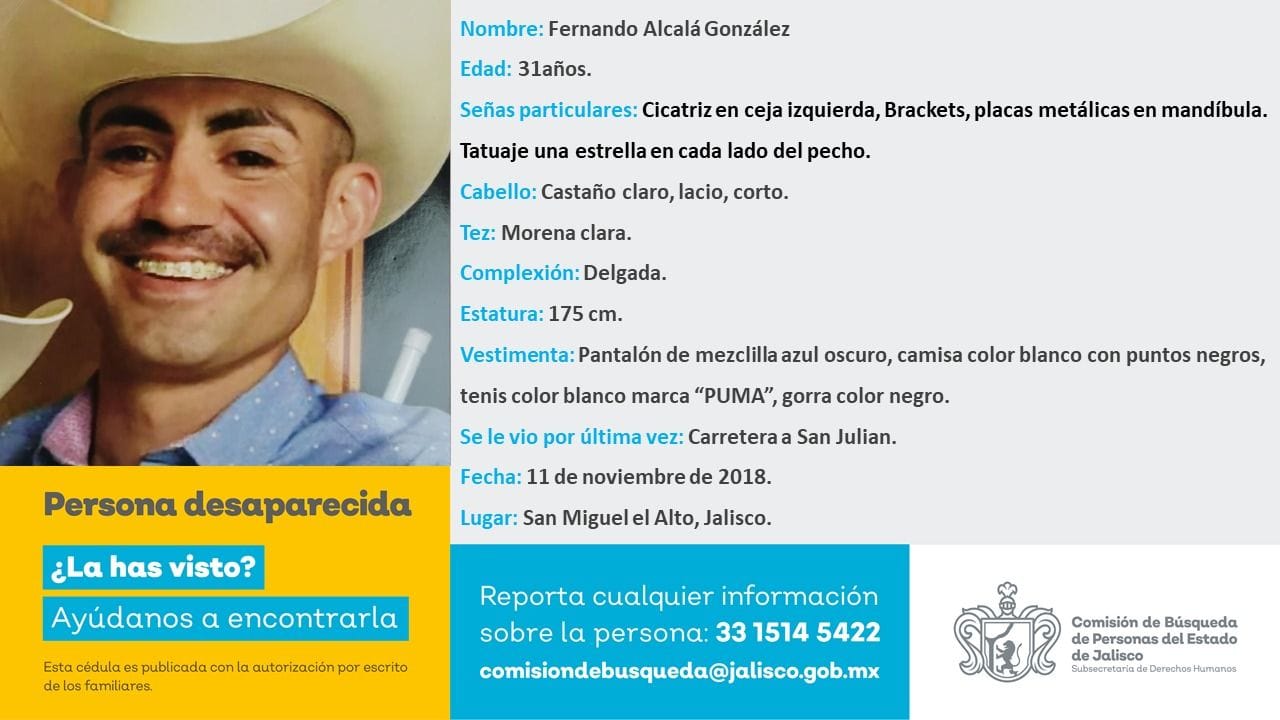 Nombre: Fernando Alcalá González
Edad: 31años.
Señas particulares: Cicatriz en ceja izquierda, Brackets, placas metálicas en mandíbula.
Tatuaje una estrella en cada lado del pecho.
Cabello: Castaño claro, lacio, corto.
Tez: Morena clara.
Complexión: Delgada.
Estatura: 175 cm.
Vestimenta: Pantalón de mezclilla azul oscuro, camisa color blanco con puntos negros,
tenis color blanco marca “PUMA”, gorra color negro.
Se le vio por última vez: Carretera a San Julian.
Fecha: 11 de noviembre de 2018.
Lugar: San Miguel el Alto, Jalisco.
Persona desaparecida
¿La has visto?
Ayúdanos a encontrarla
Esta cédula es publicada con la autorización por escrito
de los familiares.
Reporta cualquier información
sobre la persona: 33 1514 5422
comisiondebusqueda@jalisco.gob.mx
Comisión de Búsqueda
de Personas del Estado
de Jalisco
Subsecretaría de Derechos Humanos